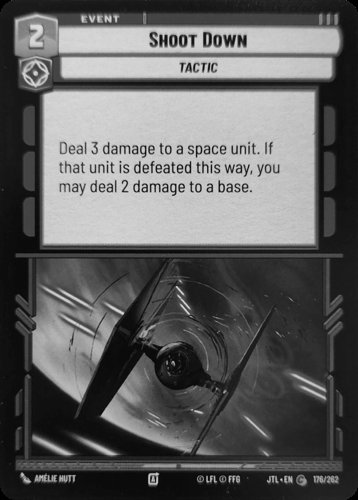 2
EVENT
SHOOT DOWN
TACTIC
Deal 3 damage to a space unit. If
that unit is defeated this way, you
may deal 2 damage to a base.
AMÉLIE HUTT
© LFL © FFG
JTL • EN
176/262